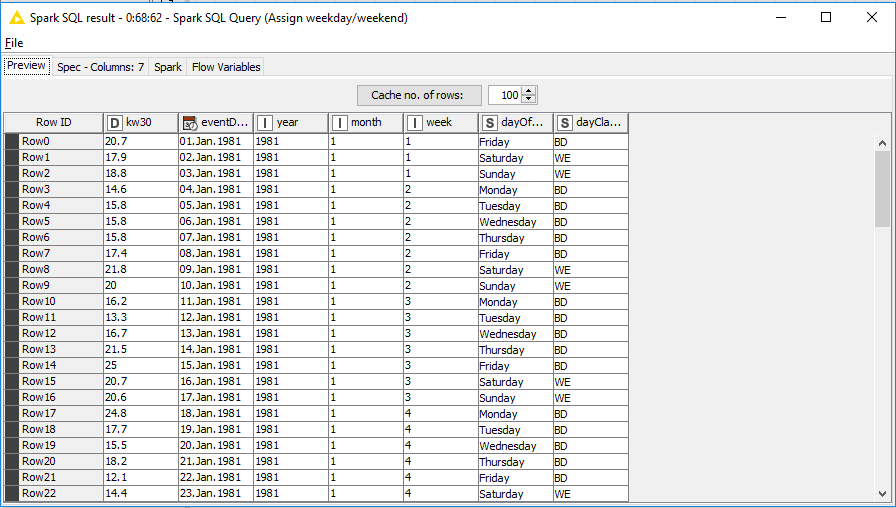 Spark SQL result - 0:68:62 - Spark SQL Query (Assign weekday/weekend)
File
Preview Spec - Columns: 7 Spark Flow Variables
Cache no. of rows: 100
Row ID D kw30 eventD... I year I month I week S dayOf... S dayCla...
Row0 20.7 01.Jan.1981 1981 1 1 Friday BD
Row1 17.9 02.Jan.1981 1981 1 1 Saturday WE
Row2 18.8 03.Jan.1981 1981 1 1 Sunday WE
Row3 14.6 04.Jan.1981 1981 1 2 Monday BD
Row4 15.8 05.Jan.1981 1981 1 2 Tuesday BD
Row5 15.8 06.Jan.1981 1981 1 2 Wednesday BD
Row6 15.8 07.Jan.1981 1981 1 2 Thursday BD
Row7 17.4 08.Jan.1981 1981 1 2 Friday BD
Row8 21.8 09.Jan.1981 1981 1 2 Saturday WE
Row9 20 10.Jan.1981 1981 1 2 Sunday WE
Row10 16.2 11.Jan.1981 1981 1 3 Monday BD
Row11 13.3 12.Jan.1981 1981 1 3 Tuesday BD
Row12 16.7 13.Jan.1981 1981 1 3 Wednesday BD
Row13 21.5 14.Jan.1981 1981 1 3 Thursday BD
Row14 25 15.Jan.1981 1981 1 3 Friday BD
Row15 20.7 16.Jan.1981 1981 1 3 Saturday WE
Row16 20.6 17.Jan.1981 1981 1 3 Sunday WE
Row17 24.8 18.Jan.1981 1981 1 4 Monday BD
Row18 17.7 19.Jan.1981 1981 1 4 Tuesday BD
Row19 15.5 20.Jan.1981 1981 1 4 Wednesday BD
Row20 18.2 21.Jan.1981 1981 1 4 Thursday BD
Row21 12.1 22.Jan.1981 1981 1 4 Friday BD
Row22 14.4 23.Jan.1981 1981 1 4 Saturday WE